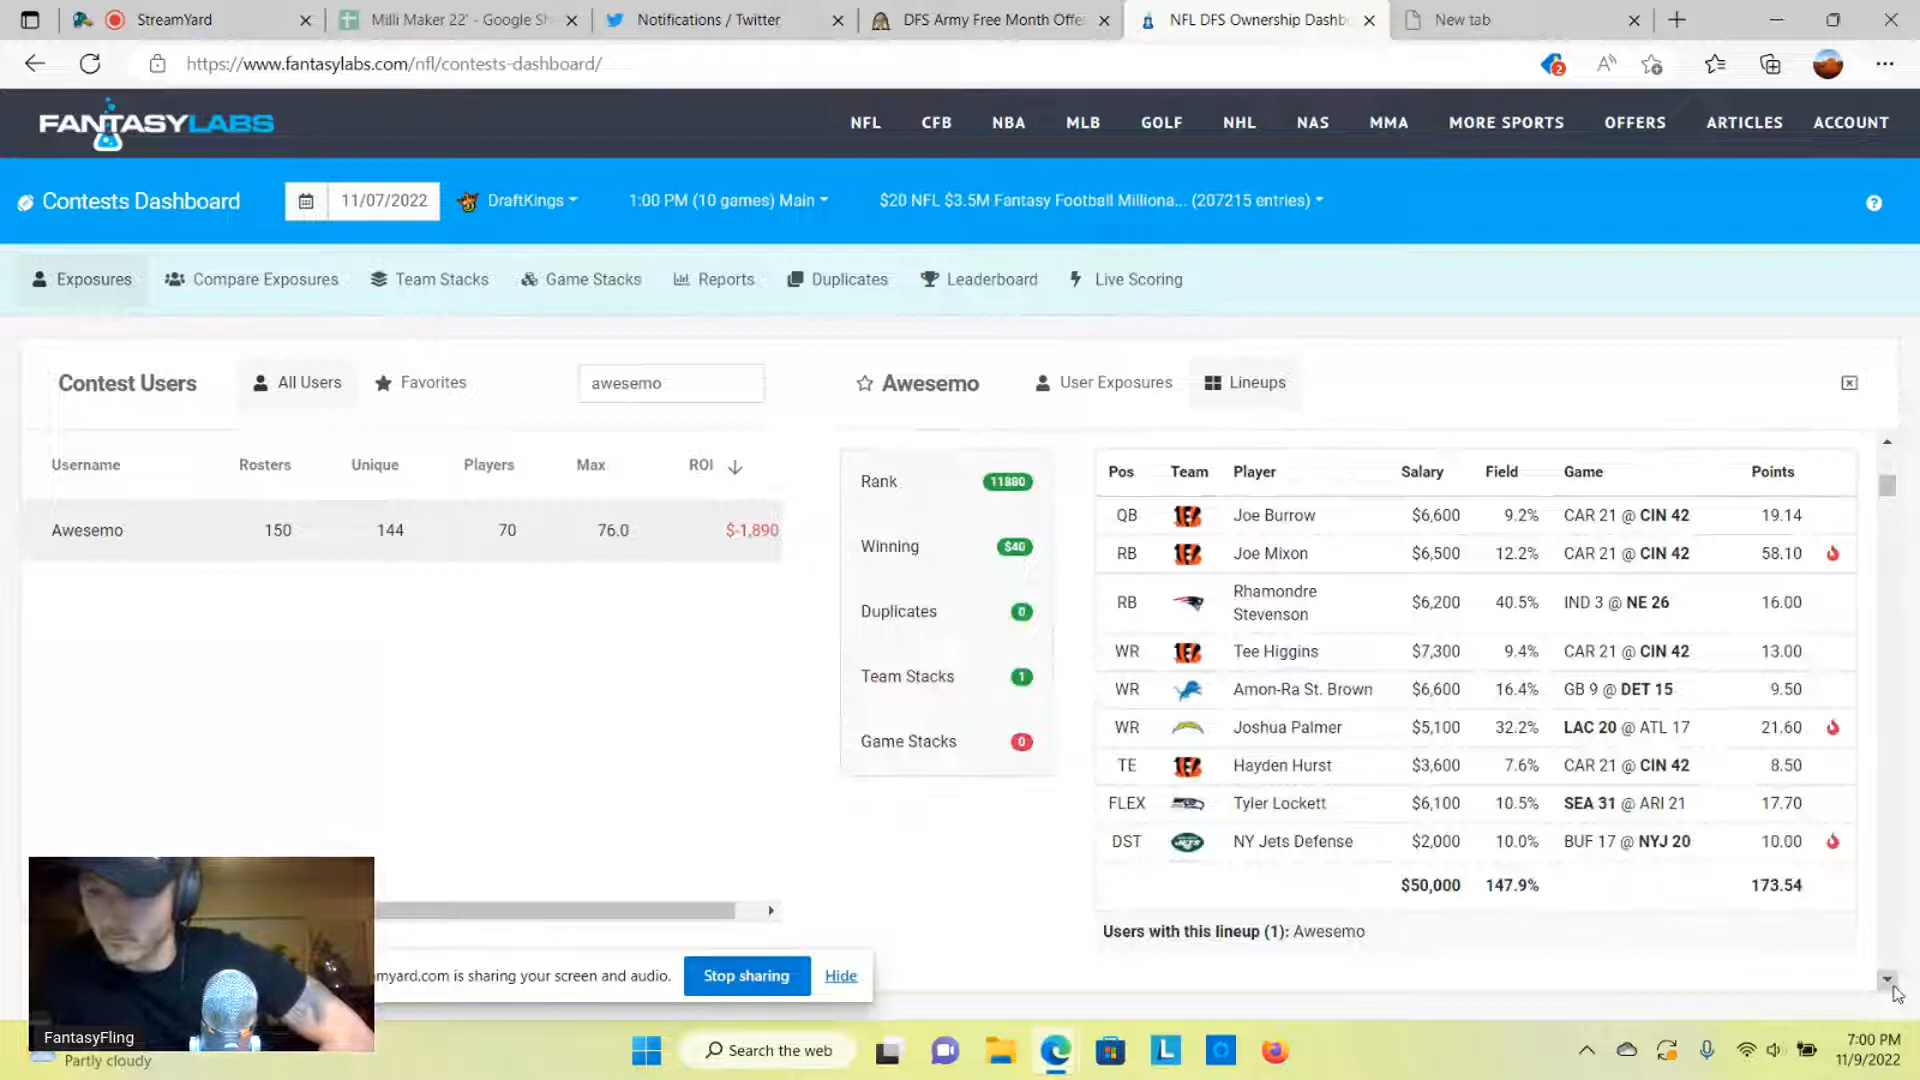 StreamYard
Milli Maker 22' - Google Sh
Notifications / Twitter
DFS Army Free Month Offe
NFL DFS Ownership Dashb
New tab
https://www.fantasylabs.com/nfl/contests-dashboard/
2
FANTASYLABS
NFL CFB NBA MLB GOLF NHL NAS MMA MORE SPORTS OFFERS ARTICLES ACCOUNT
Contests Dashboard
11/07/2022
DraftKings
1:00 PM (10 games) Main
$20 NFL $3.5M Fantasy Football Milliona... (207215 entries)
Exposures Compare Exposures Team Stacks Game Stacks Reports Duplicates Leaderboard Live Scoring
Contest Users All Users Favorites awesemo
Username Rosters Unique Players Max ROI
Awesemo 150 144 70 76.0 $-1,890
Awesemo User Exposures Lineups
Rank 11880
Winning $40
Duplicates 0
Team Stacks 1
Game Stacks 0
Pos Team Player Salary Field Game Points
QB Joe Burrow $6,600 9.2% CAR 21 @ CIN 42 19.14
RB Joe Mixon $6,500 12.2% CAR 21 @ CIN 42 58.10
RB Rhamondre Stevenson $6,200 40.5% IND 3 @ NE 26 16.00
WR Tee Higgins $7,300 9.4% CAR 21 @ CIN 42 13.00
WR Amon-Ra St. Brown $6,600 16.4% GB 9 @ DET 15 9.50
WR Joshua Palmer $5,100 32.2% LAC 20 @ ATL 17 21.60
TE Hayden Hurst $3,600 7.6% CAR 21 @ CIN 42 8.50
FLEX Tyler Lockett $6,100 10.5% SEA 31 @ ARI 21 17.70
DST NY Jets Defense $2,000 10.0% BUF 17 @ NYJ 20 10.00
$50,000 147.9% 173.54
Users with this lineup (1): Awesemo
myard.com is sharing your screen and audio. Stop sharing Hide
FantasyFling
Partly cloudy
Search the web
7:00 PM
11/9/2022